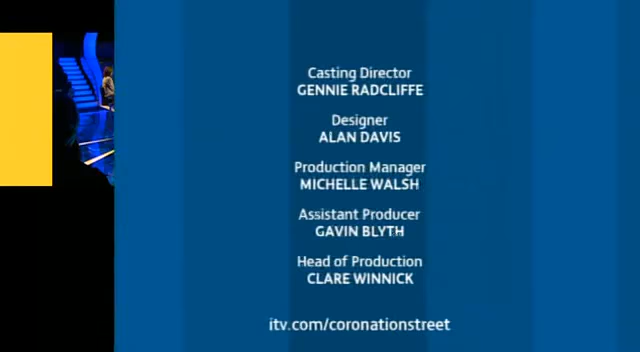 Casting Director
GENNIE RADCLIFFE
Designer
ALAN DAVIS
Production Manager
MICHELLE WALSH
Assistant Producer
GAVIN BLYTH
Head of Production
CLARE WINNICK
itv.com/coronationstreet